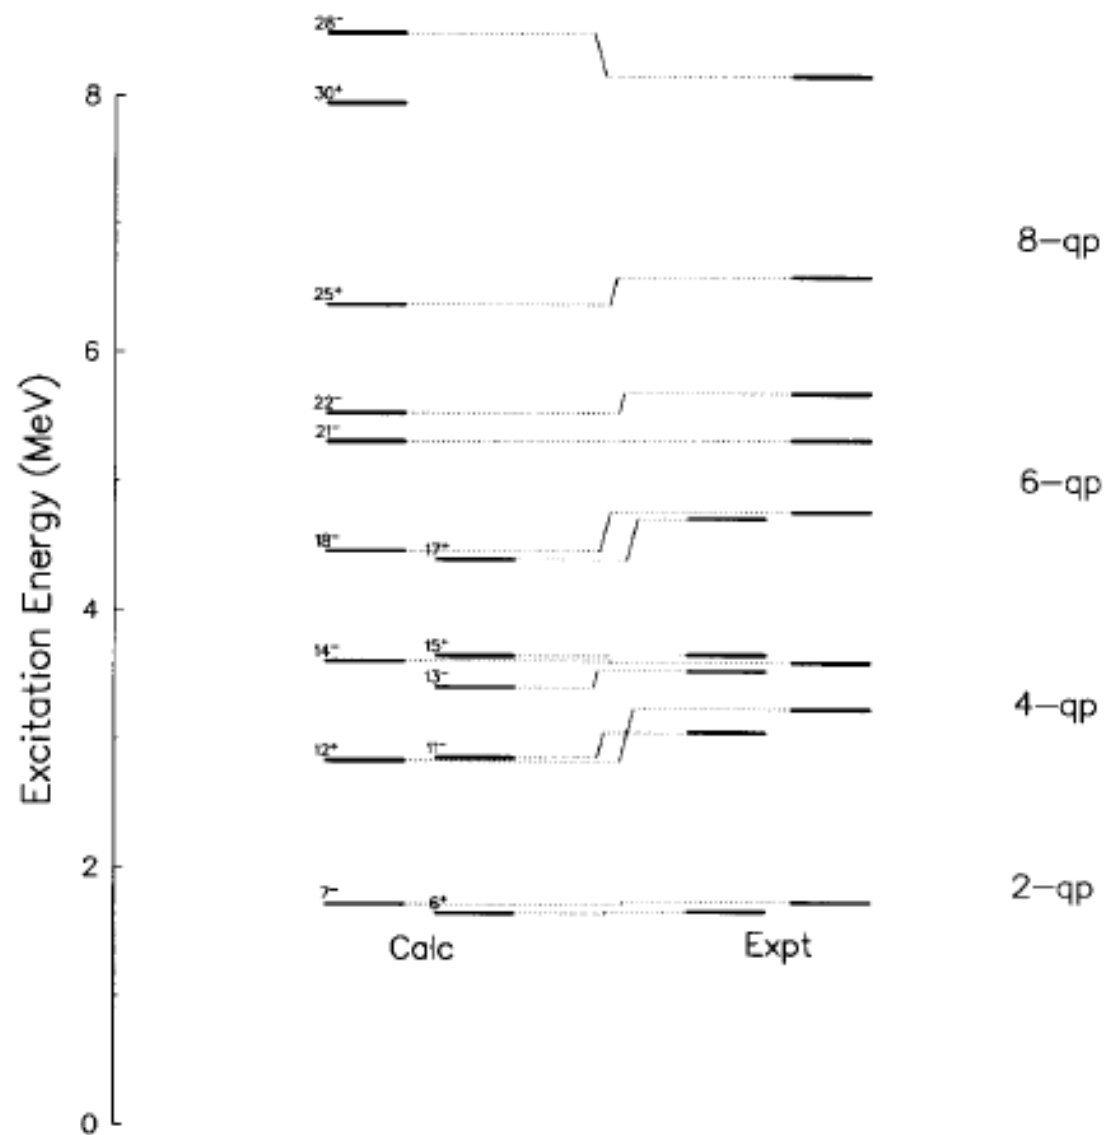 28⁻
8
30⁺
8-qp
25⁺
6
22⁻
21⁻
6-qp
18⁻
17⁺
4
15⁺
14⁻
13⁻
4-qp
12⁺
11⁻
2
7⁻
6⁺
2-qp
Calc
Expt
0
Excitation Energy (MeV)